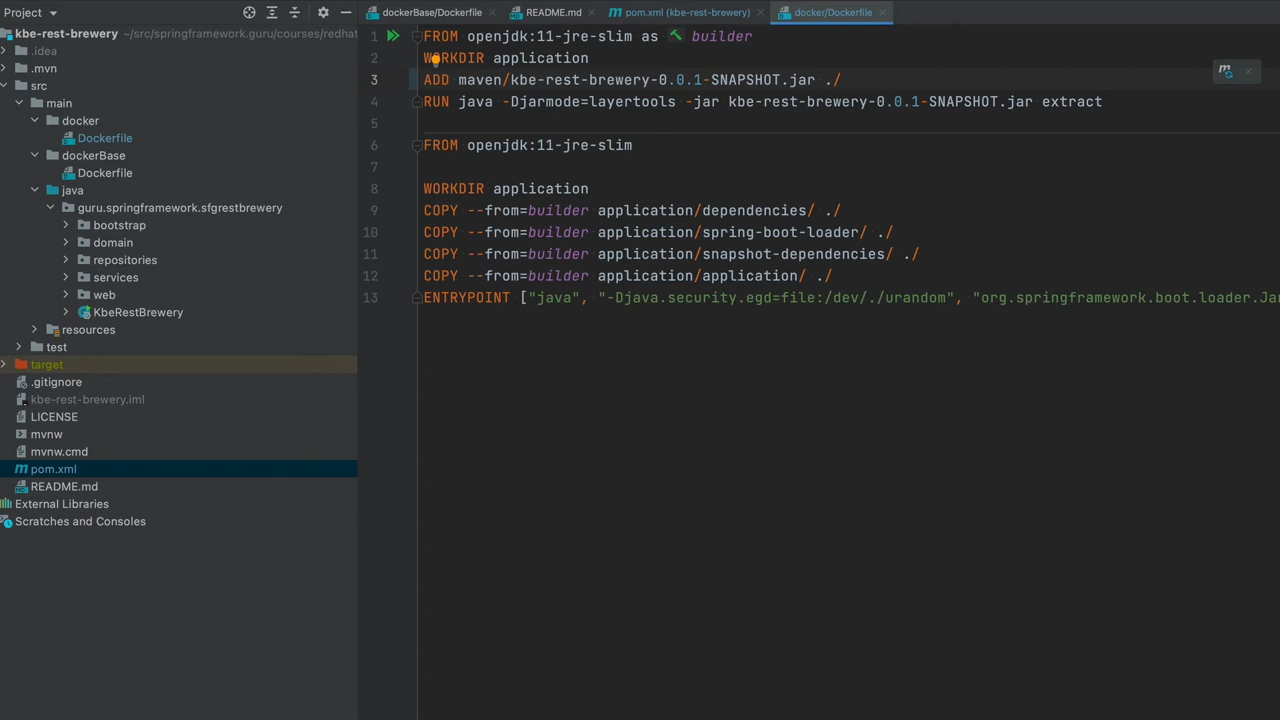 Project
dockerBase/Dockerfile
README.md
pom.xml (kbe-rest-brewery)
docker/Dockerfile
kbe-rest-brewery ~/src/springframework.guru/courses/redhat
.idea
.mvn
src
main
docker
Dockerfile
dockerBase
Dockerfile
java
guru.springframework.sfgrestbrewery
bootstrap
domain
repositories
services
web
KbeRestBrewery
resources
test
target
.gitignore
kbe-rest-brewery.iml
LICENSE
mvnw
mvnw.cmd
pom.xml
README.md
External Libraries
Scratches and Consoles
1 FROM openjdk:11-jre-slim as builder
2 WORKDIR application
3 ADD maven/kbe-rest-brewery-0.0.1-SNAPSHOT.jar ./
4 RUN java -Djarmode=layertools -jar kbe-rest-brewery-0.0.1-SNAPSHOT.jar extract
5
6 FROM openjdk:11-jre-slim
7
8 WORKDIR application
9 COPY --from=builder application/dependencies/ ./
10 COPY --from=builder application/spring-boot-loader/ ./
11 COPY --from=builder application/snapshot-dependencies/ ./
12 COPY --from=builder application/application/ ./
13 ENTRYPOINT ["java", "-Djava.security.egd=file:/dev/./urandom", "org.springframework.boot.loader.Jar